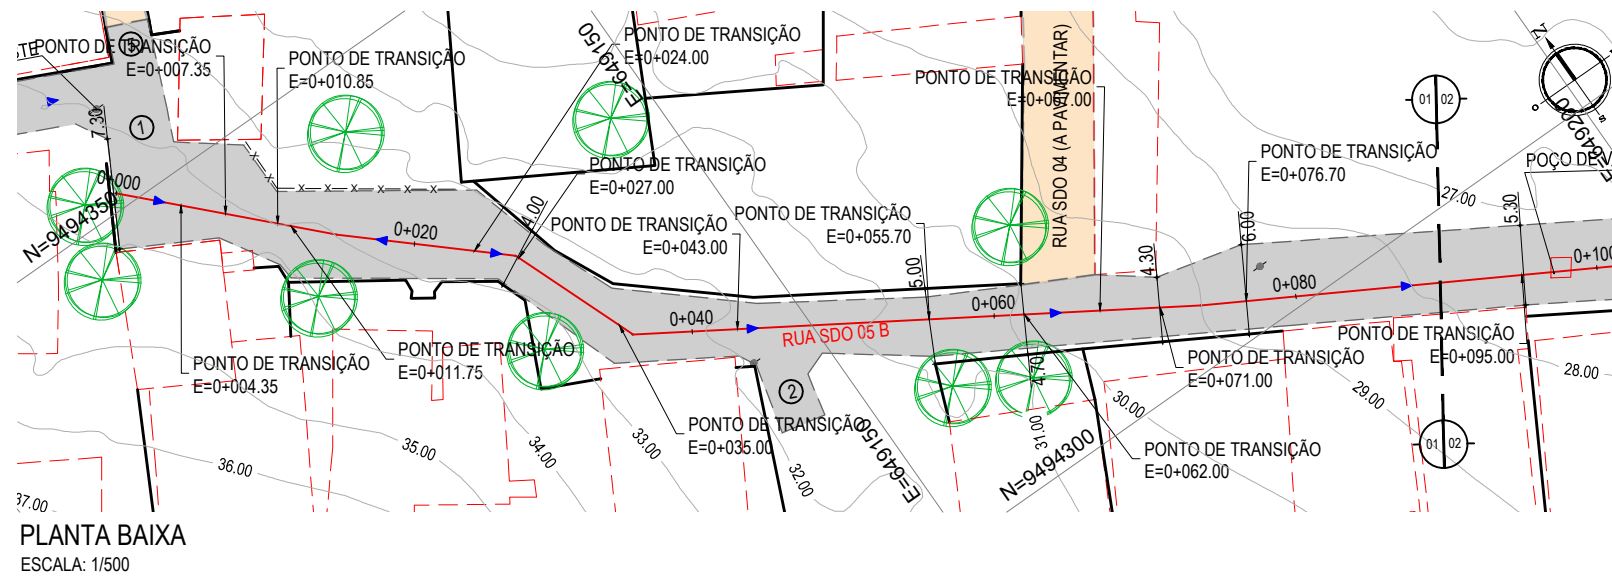 STE
PONTO DE TRANSIÇÃO
E=0+007.35
5
PONTO DE TRANSIÇÃO
E=0+010.85
PONTO DE TRANSIÇÃO
E=0+024.00
E=649150
PONTO DE TRANSIÇÃO
E=0+067.00
RUA SDO 04 (A PAVIMENTAR)
01 02
N
O
S
E=649200
7.30
1
0+000
N=9494350
PONTO DE TRANSIÇÃO
E=0+027.00
4.00
0+020
PONTO DE TRANSIÇÃO
E=0+043.00
PONTO DE TRANSIÇÃO
E=0+055.70
5.00
PONTO DE TRANSIÇÃO
E=0+076.70
POÇO DE V
27.00
5.30
6.00
4.30
0+040
RUA SDO 05 B
0+060
0+080
0+100
PONTO DE TRANSIÇÃO
E=0+004.35
PONTO DE TRANSIÇÃO
E=0+011.75
PONTO DE TRANSIÇÃO
E=0+035.00
2
4.70
PONTO DE TRANSIÇÃO
E=0+071.00
PONTO DE TRANSIÇÃO
E=0+095.00
28.00
29.00
30.00
31.00
32.00
33.00
34.00
35.00
36.00
37.00
E=649150
N=9494300
PONTO DE TRANSIÇÃO
E=0+062.00
01 02
PLANTA BAIXA
ESCALA: 1/500